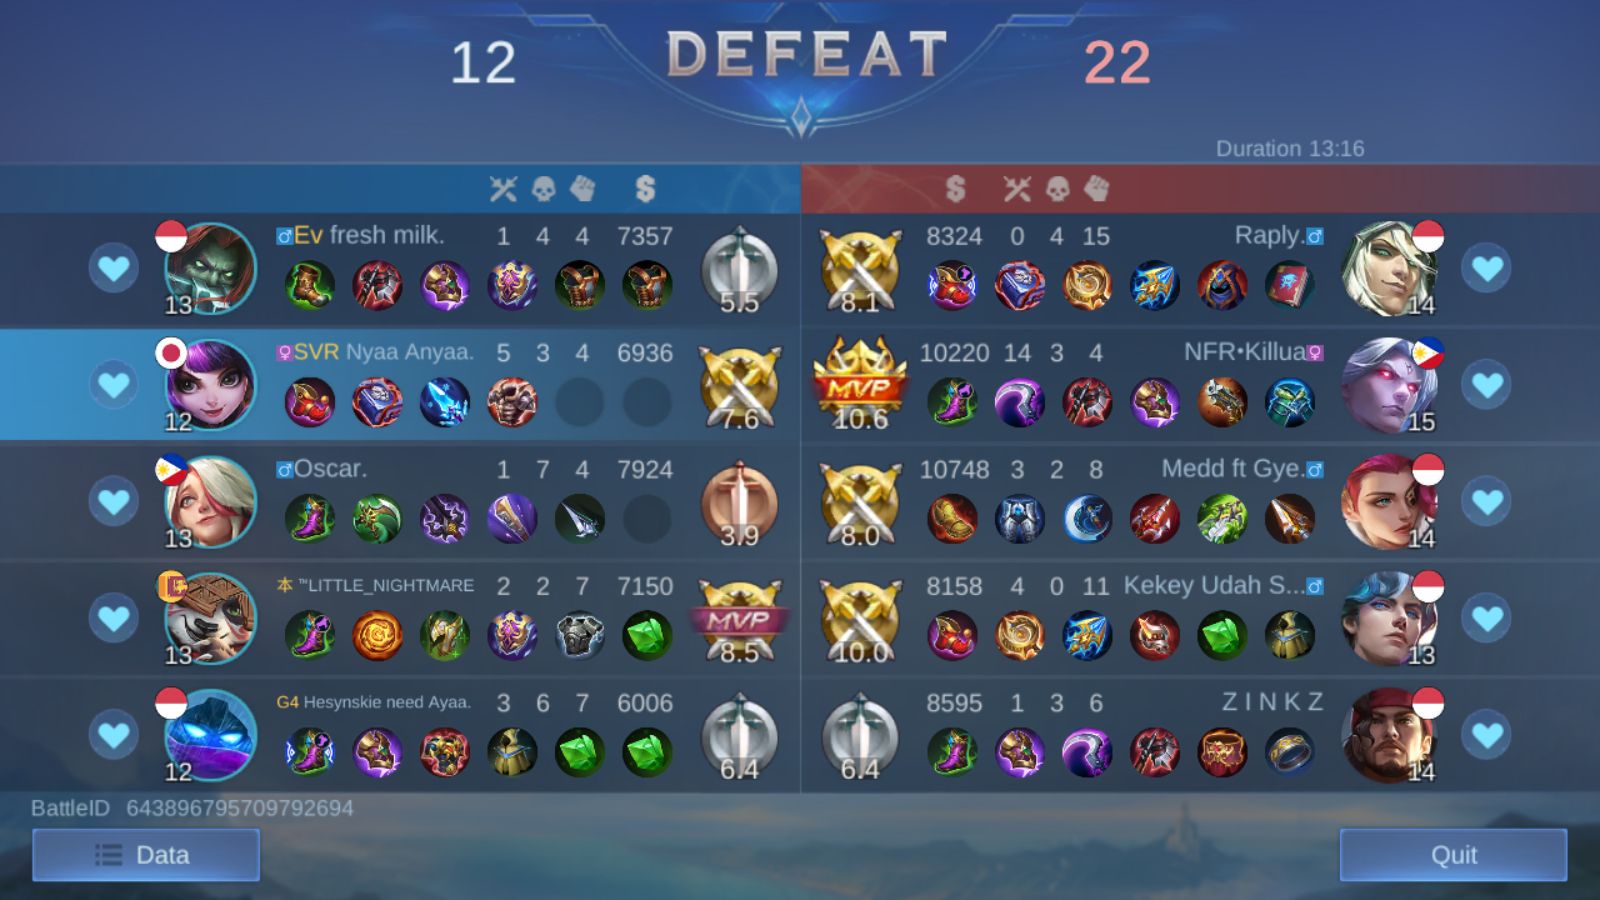 12 DEFEAT 22
Duration 13:16
Ev fresh milk. 1 4 4 7357
13 5.5
8324 0 4 15 Raply.
8.1 14
SVR Nyaa Anyaa. 5 3 4 6936
12 7.6
10220 14 3 4 NFR•Killua
MVP
10.6 15
Oscar. 1 7 4 7924
13 3.9
10748 3 2 8 Medd ft Gye.
8.0 14
本 ™LITTLE_NIGHTMARE 2 2 7 7150
MVP
13 8.5
8158 4 0 11 Kekey Udah S...
10.0 13
G4 Hesynskie need Ayaa. 3 6 7 6006
12 6.4
8595 1 3 6 Z I N K Z
6.4 14
BattleID 643896795709792694
Data
Quit